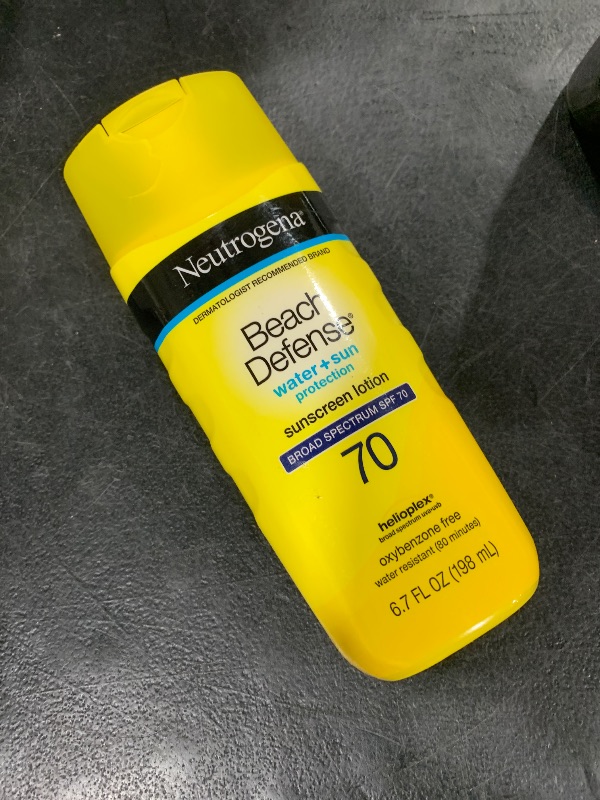 Neutrogena®
DERMATOLOGIST RECOMMENDED BRAND
Beach
Defense®
water+sun
protection
sunscreen lotion
BROAD SPECTRUM SPF 70
70
helioplex®
broad spectrum uva•uvb
oxybenzone free
water resistant (80 minutes)
6.7 FL OZ (198 mL)